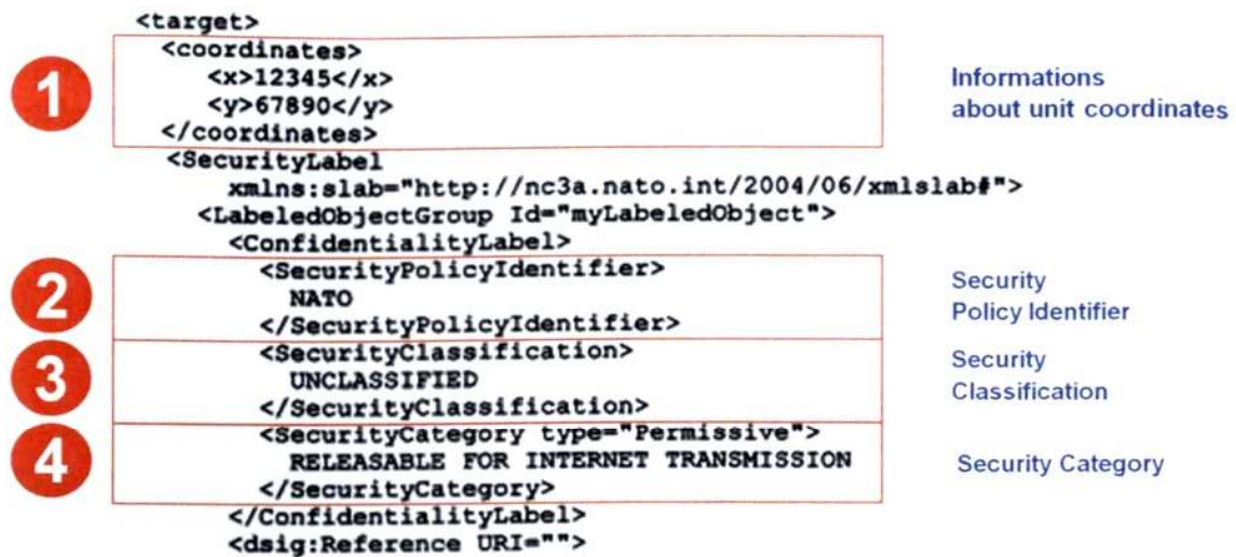 <target>
<coordinates>
1
<x>12345</x>
<y>67890</y>
</coordinates>
Informations
about unit coordinates
<SecurityLabel
xmlns:slab="http://nc3a.nato.int/2004/06/xmlslab#">
<LabeledObjectGroup Id="myLabeledObject">
<ConfidentialityLabel>
2
<SecurityPolicyIdentifier>
NATO
</SecurityPolicyIdentifier>
Security
Policy Identifier
3
<SecurityClassification>
UNCLASSIFIED
</SecurityClassification>
Security
Classification
4
<SecurityCategory type="Permissive">
RELEASABLE FOR INTERNET TRANSMISSION
</SecurityCategory>
Security Category
</ConfidentialityLabel>
<dsig:Reference URI="">